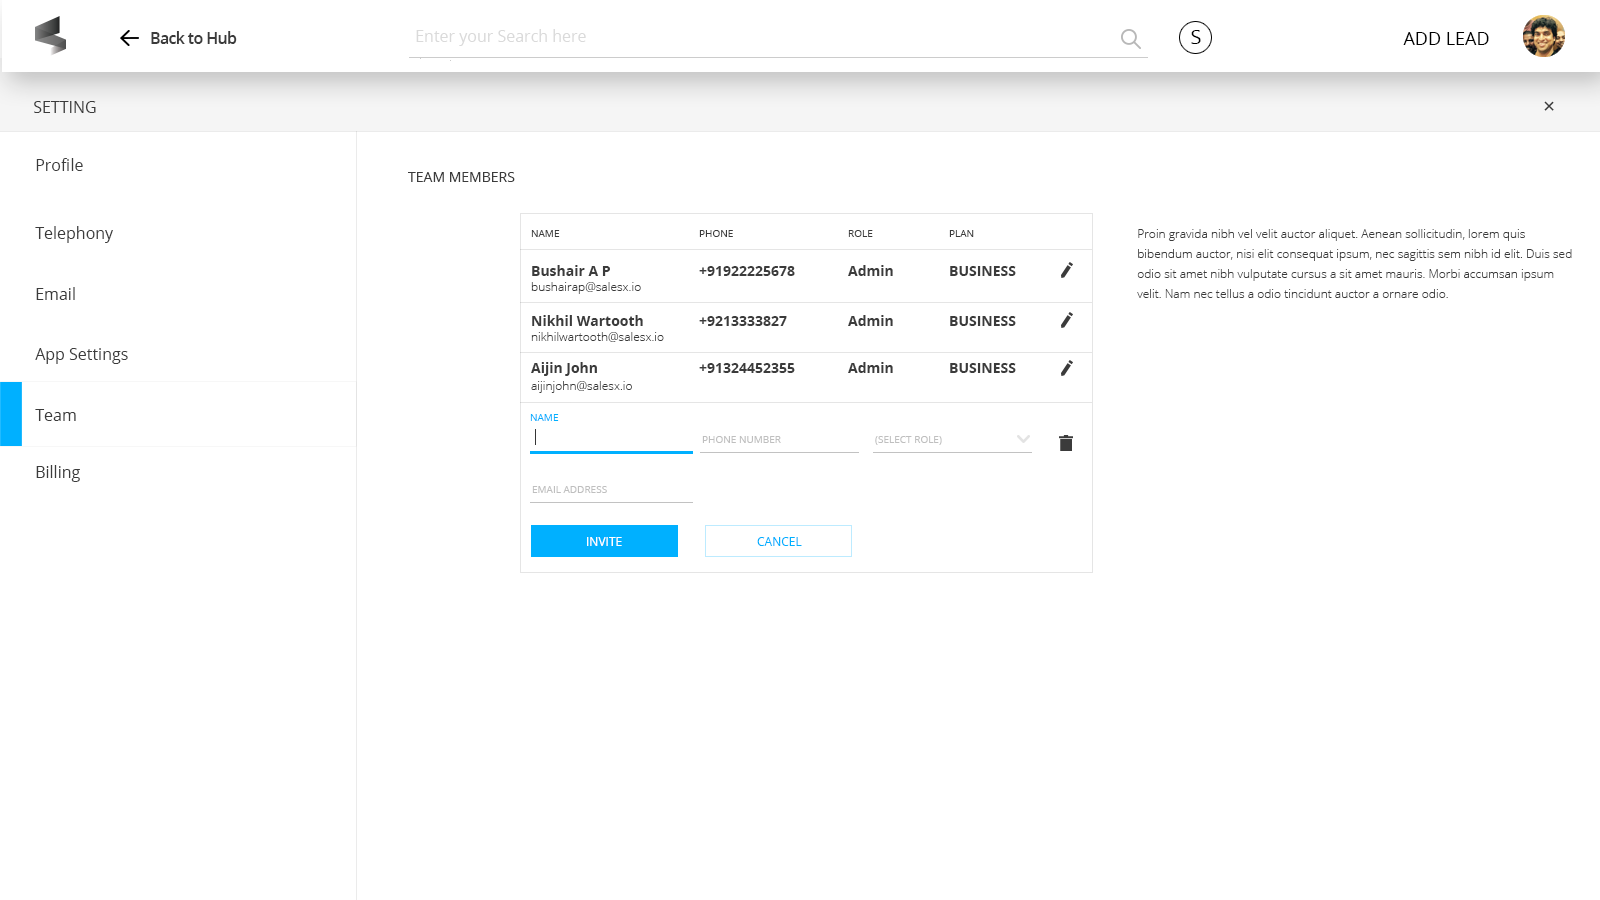 Back to Hub
Enter your Search here
S
ADD LEAD
SETTING
Profile
Telephony
Email
App Settings
Team
Billing
TEAM MEMBERS
NAME PHONE ROLE PLAN
Bushair A P +91922225678 Admin BUSINESS
bushairap@salesx.io
Nikhil Wartooth +9213333827 Admin BUSINESS
nikhilwartooth@salesx.io
Aijin John +91324452355 Admin BUSINESS
aijinjohn@salesx.io
NAME
PHONE NUMBER (SELECT ROLE)
EMAIL ADDRESS
INVITE CANCEL
Proin gravida nibh vel velit auctor aliquet. Aenean sollicitudin, lorem quis
bibendum auctor, nisi elit consequat ipsum, nec sagittis sem nibh id elit. Duis sed
odio sit amet nibh vulputate cursus a sit amet mauris. Morbi accumsan ipsum
velit. Nam nec tellus a odio tincidunt auctor a ornare odio.